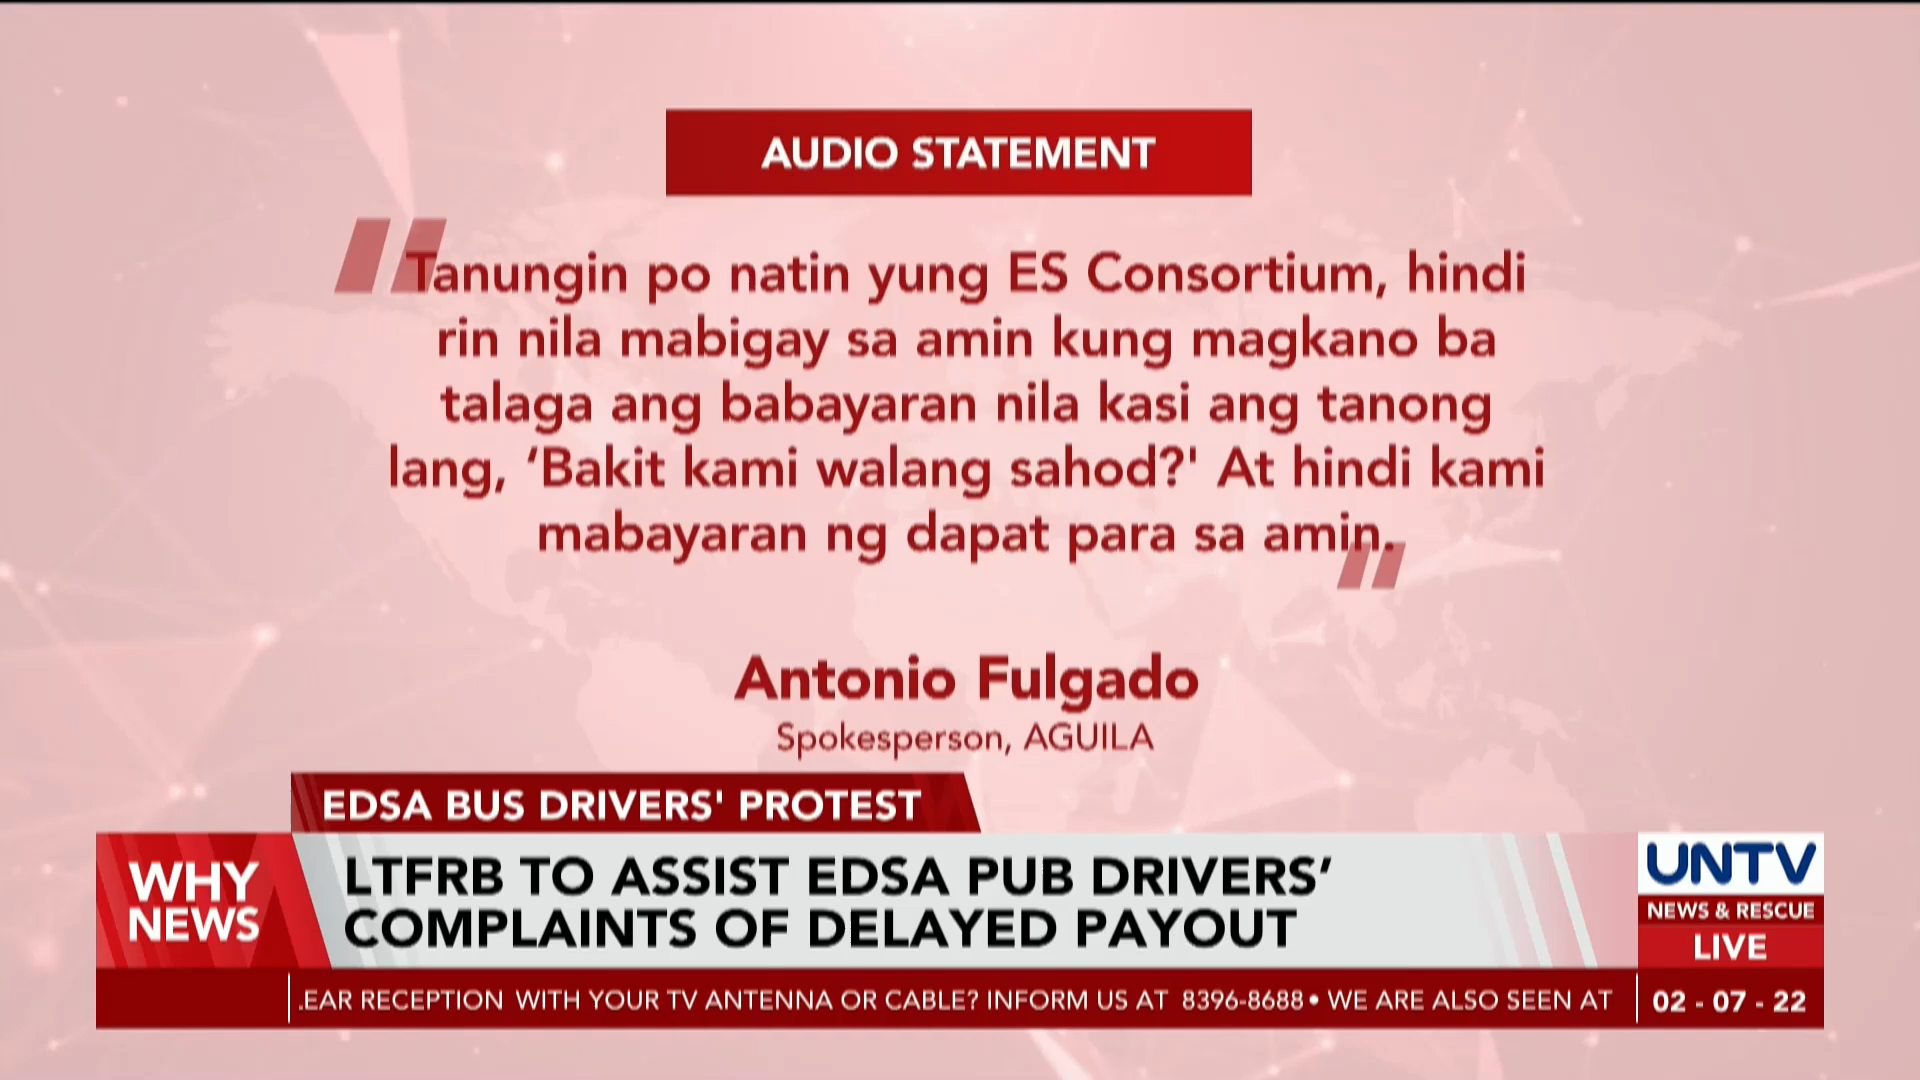 AUDIO STATEMENT
"Tanungin po natin yung ES Consortium, hindi
rin nila mabigay sa amin kung magkano ba
talaga ang babayaran nila kasi ang tanong
lang, ‘Bakit kami walang sahod?' At hindi kami
mabayaran ng dapat para sa amin."
Antonio Fulgado
Spokesperson, AGUILA
EDSA BUS DRIVERS' PROTEST
WHY
NEWS
LTFRB TO ASSIST EDSA PUB DRIVERS’
COMPLAINTS OF DELAYED PAYOUT
UNTV
NEWS & RESCUE
LIVE
.EAR RECEPTION WITH YOUR TV ANTENNA OR CABLE? INFORM US AT 8396-8688 • WE ARE ALSO SEEN AT
02 - 07 - 22